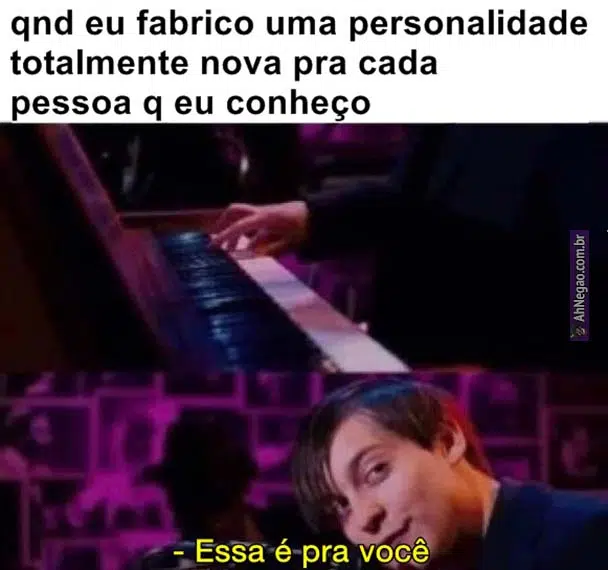 qnd eu fabrico uma personalidade
totalmente nova pra cada
pessoa q eu conheço
AhNegao.com.br
- Essa é pra você